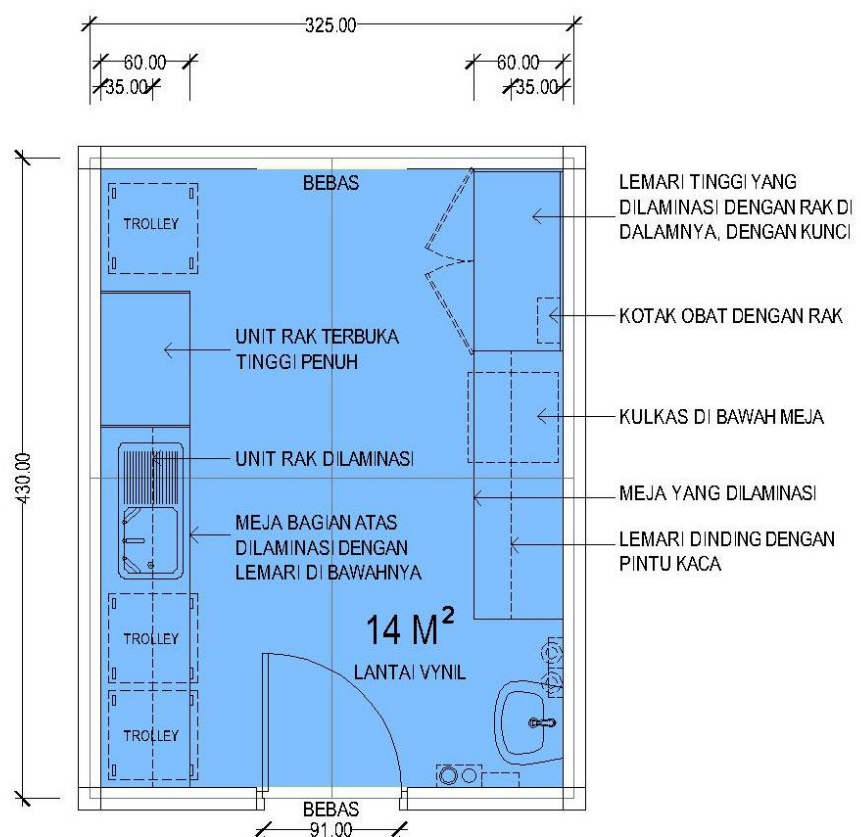 325.00
60.00
60.00
35.00
35.00
BEBAS
TROLLEY
LEMARI TINGGI YANG
DILAMINASI DENGAN RAK DI
DALAMNYA, DENGAN KUNCI
KOTAK OBAT DENGAN RAK
UNIT RAK TERBUKA
TINGGI PENUH
KULKAS DI BAWAH MEJA
UNIT RAK DILAMINASI
430.00
MEJA YANG DILAMINASI
MEJA BAGIAN ATAS
DILAMINASI DENGAN
LEMARI DI BAWAHNYA
LEMARI DINDING DENGAN
PINTU KACA
14 M²
TROLLEY
LANTAI VYNIL
TROLLEY
BEBAS
91.00